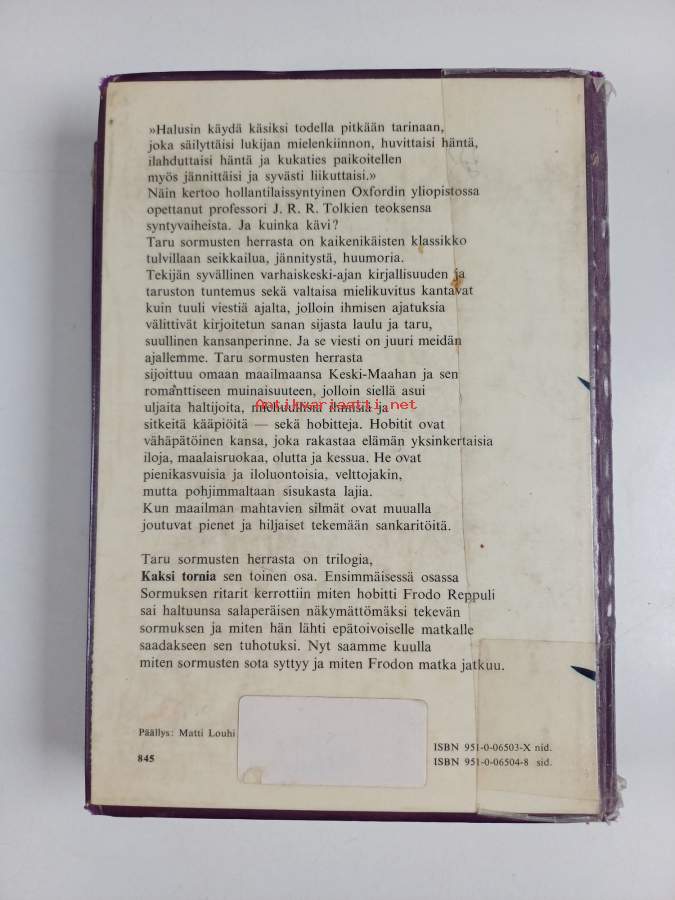 »Halusin käydä käsiksi todella pitkään tarinaan,
joka säilyttäisi lukijan mielenkiinnon, huvittaisi häntä,
ilahduttaisi häntä ja kukaties paikoitellen
myös jännittäisi ja syvästi liikuttaisi.»
Näin kertoo hollantilaissyntyinen Oxfordin yliopistossa
opettanut professori J. R. R. Tolkien teoksensa
syntyvaiheista. Ja kuinka kävi?
Taru sormusten herrasta on kaikenikäisten klassikko
tulvillaan seikkailua, jännitystä, huumoria.
Tekijän syvällinen varhaiskeski-ajan kirjallisuuden ja
taruston tuntemus sekä valtaisa mielikuvitus kantavat
kuin tuuli viestiä ajalta, jolloin ihmisen ajatuksia
välittivät kirjoitetun sanan sijasta laulu ja taru,
suullinen kansanperinne. Ja se viesti on juuri meidän
ajallemme. Taru sormusten herrasta
sijoittuu omaan maailmaansa Keski-Maahan ja sen
romanttiseen muinaisuuteen, jolloin siellä asui
uljaita haltijoita, miehuullisia ihmisiä ja
Antikvariaatti.net
sitkeitä kääpiöitä — sekä hobitteja. Hobitit ovat
vähäpätöinen kansa, joka rakastaa elämän yksinkertaisia
iloja, maalaisruokaa, olutta ja kessua. He ovat
pienikasvuisia ja iloluontoisia, velttojakin,
mutta pohjimmaltaan sisukasta lajia.
Kun maailman mahtavien silmät ovat muualla
joutuvat pienet ja hiljaiset tekemään sankaritöitä.
Taru sormusten herrasta on trilogia,
Kaksi tornia sen toinen osa. Ensimmäisessä osassa
Sormuksen ritarit kerrottiin miten hobitti Frodo Reppuli
sai haltuunsa salaperäisen näkymättömäksi tekevän
sormuksen ja miten hän lähti epätoivoiselle matkalle
saadakseen sen tuhotuksi. Nyt saamme kuulla
miten sormusten sota syttyy ja miten Frodon matka jatkuu.
Päällys: Matti Louhi
845
ISBN 951-0-06503-X nid.
ISBN 951-0-06504-8 sid.